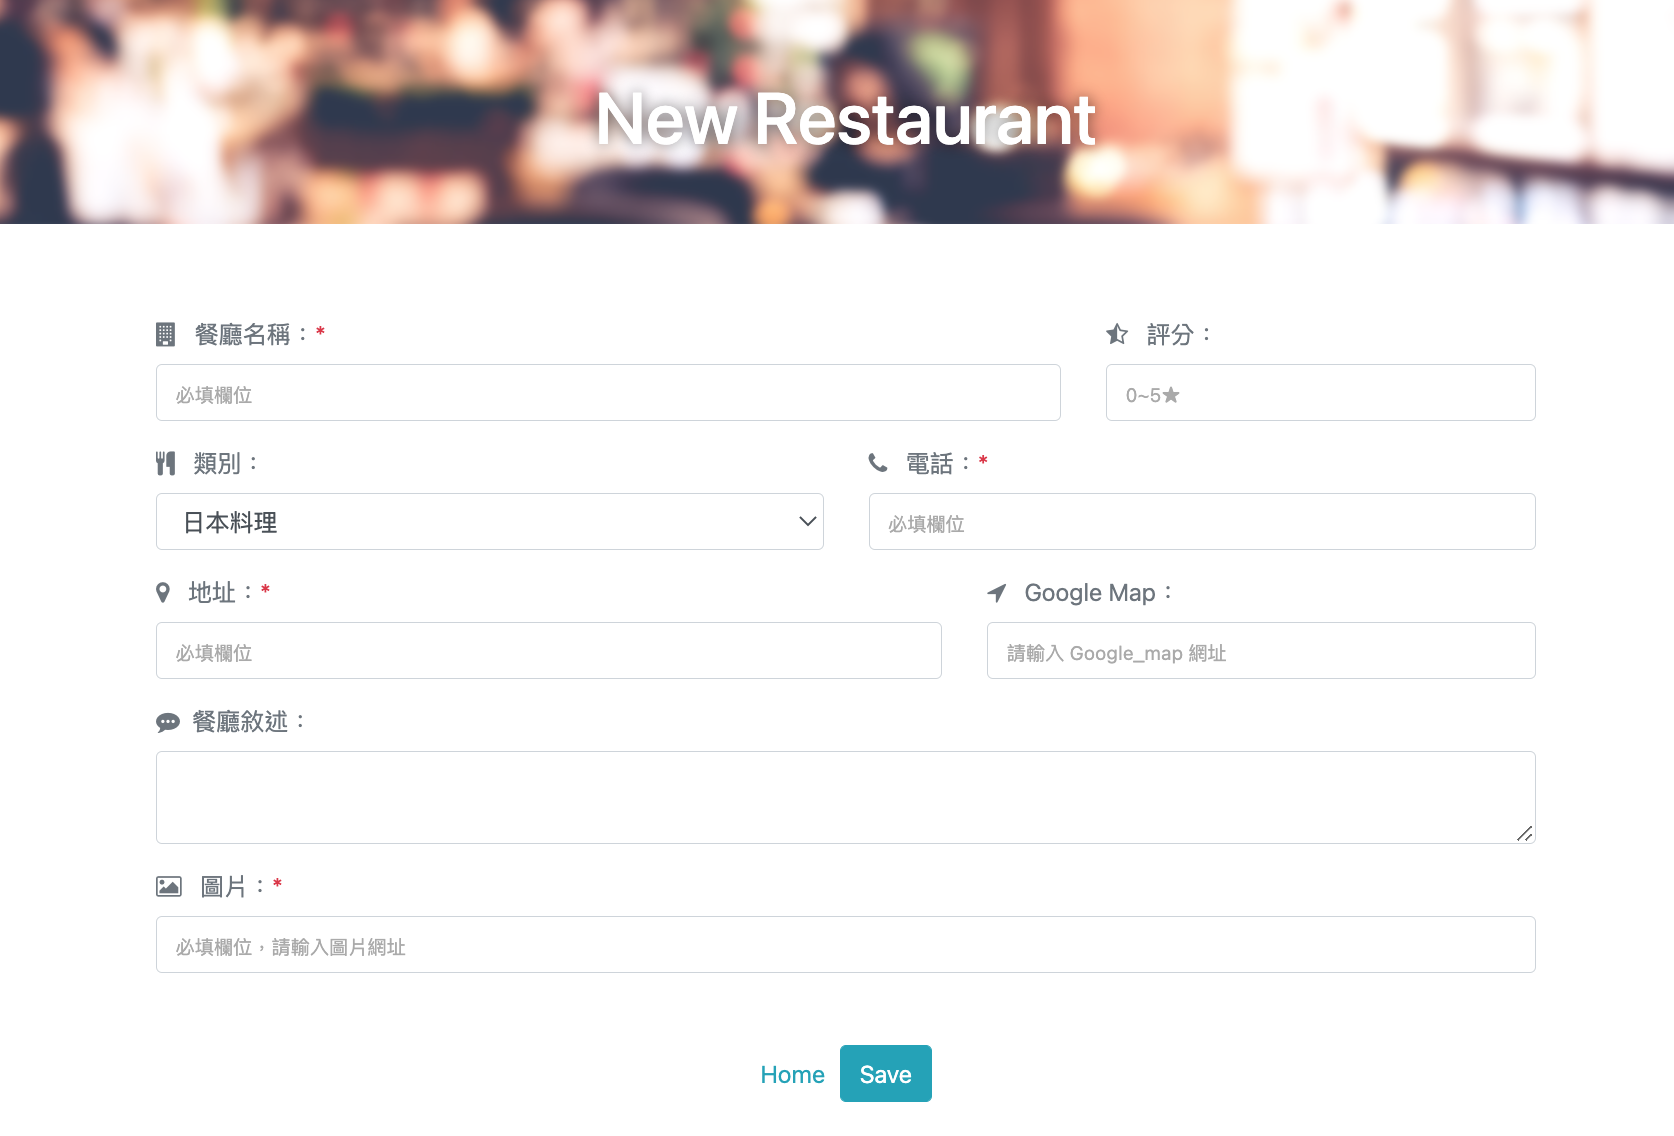 New Restaurant
餐廳名稱：*
評分：
必填欄位
0~5★
類別：
電話：*
日本料理
必填欄位
地址：*
Google Map：
必填欄位
請輸入 Google_map 網址
餐廳敘述：
圖片：*
必填欄位，請輸入圖片網址
Home
Save